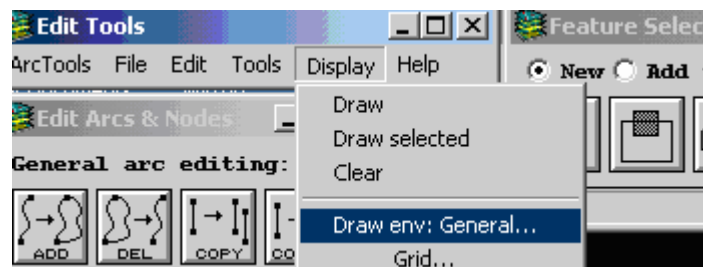 Edit Tools
Feature Selec
ArcTools File Edit Tools Display Help
New Add
Draw
Edit Arcs & Nodes
Draw selected
General arc editing:
Clear
Draw env: General...
ADD DEL COPY CO
Grid...